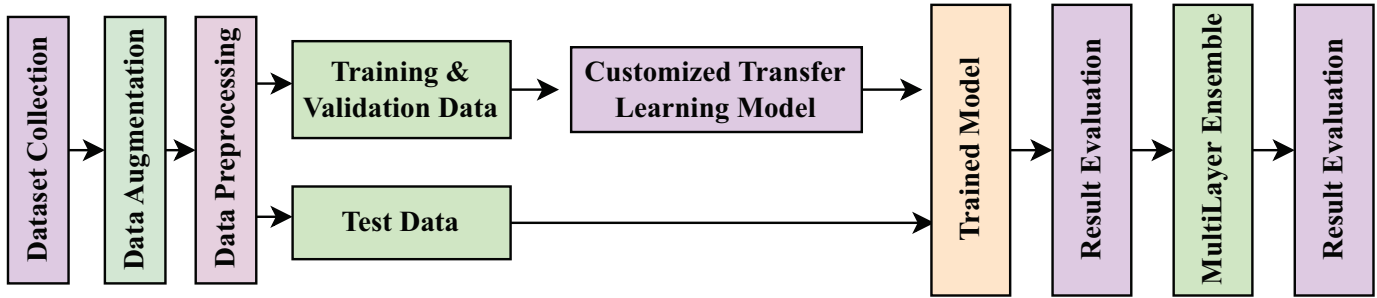 Dataset Collection
Data Augmentation
Data Preprocessing
Training &
Validation Data
Customized Transfer
Learning Model
Test Data
Trained Model
Result Evaluation
MultiLayer Ensemble
Result Evaluation